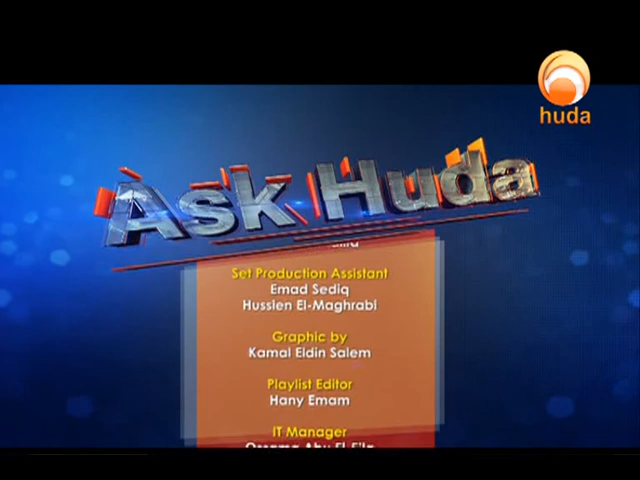 huda
Ask Huda
Set Production Assistant
Emad Sediq
Hussien El-Maghrabi
Graphic by
Kamal Eldin Salem
Playlist Editor
Hany Emam
IT Manager